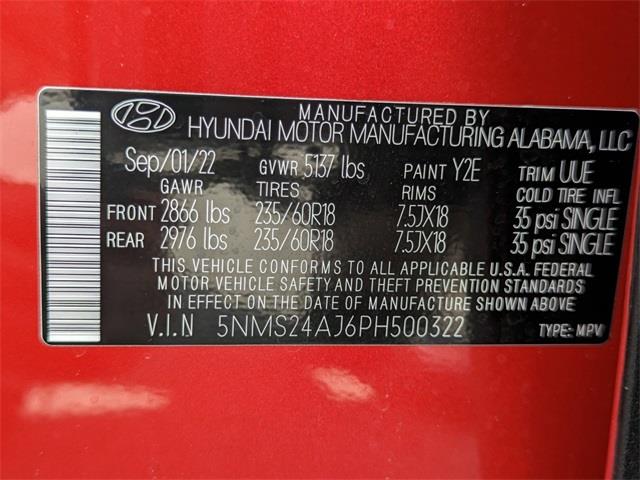 MANUFACTURED BY
HYUNDAI MOTOR MANUFACTURING ALABAMA, LLC
Sep/01/22 GVWR 5137 lbs PAINT Y2E TRIM UUE
GAWR TIRES RIMS COLD TIRE INFL
FRONT 2866 lbs 235/60R18 7.5JX18 35 psi SINGLE
REAR 2976 lbs 235/60R18 7.5JX18 35 psi SINGLE
THIS VEHICLE CONFORMS TO ALL APPLICABLE U.S.A. FEDERAL
MOTOR VEHICLE SAFETY AND THEFT PREVENTION STANDARDS
IN EFFECT ON THE DATE OF MANUFACTURE SHOWN ABOVE
V.I.N 5NMS24AJ6PH500322 TYPE: MPV